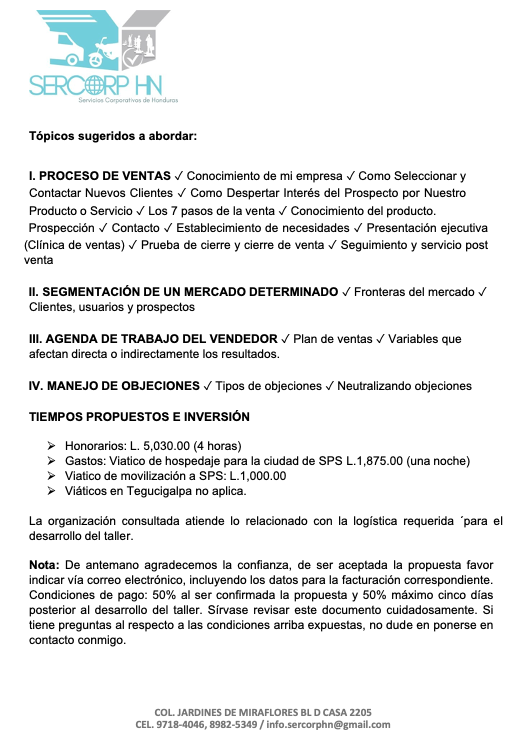 SERCORP HN
Servicios Corporativos de Honduras
Tópicos sugeridos a abordar:
I. PROCESO DE VENTAS ✓ Conocimiento de mi empresa ✓ Como Seleccionar y
Contactar Nuevos Clientes ✓ Como Despertar Interés del Prospecto por Nuestro
Producto o Servicio ✓ Los 7 pasos de la venta ✓ Conocimiento del producto.
Prospección ✓ Contacto ✓ Establecimiento de necesidades ✓ Presentación ejecutiva
(Clínica de ventas) ✓ Prueba de cierre y cierre de venta ✓ Seguimiento y servicio post
venta
II. SEGMENTACIÓN DE UN MERCADO DETERMINADO ✓ Fronteras del mercado ✓
Clientes, usuarios y prospectos
III. AGENDA DE TRABAJO DEL VENDEDOR ✓ Plan de ventas ✓ Variables que
afectan directa o indirectamente los resultados.
IV. MANEJO DE OBJECIONES ✓ Tipos de objeciones ✓ Neutralizando objeciones
TIEMPOS PROPUESTOS E INVERSIÓN
➢ Honorarios: L. 5,030.00 (4 horas)
➢ Gastos: Viatico de hospedaje para la ciudad de SPS L.1,875.00 (una noche)
➢ Viatico de movilización a SPS: L.1,000.00
➢ Viáticos en Tegucigalpa no aplica.
La organización consultada atiende lo relacionado con la logística requerida ´para el
desarrollo del taller.
Nota: De antemano agradecemos la confianza, de ser aceptada la propuesta favor
indicar vía correo electrónico, incluyendo los datos para la facturación correspondiente.
Condiciones de pago: 50% al ser confirmada la propuesta y 50% máximo cinco días
posterior al desarrollo del taller. Sírvase revisar este documento cuidadosamente. Si
tiene preguntas al respecto a las condiciones arriba expuestas, no dude en ponerse en
contacto conmigo.
COL. JARDINES DE MIRAFLORES BL D CASA 2205
CEL. 9718-4046, 8982-5349 / info.sercorphn@gmail.com